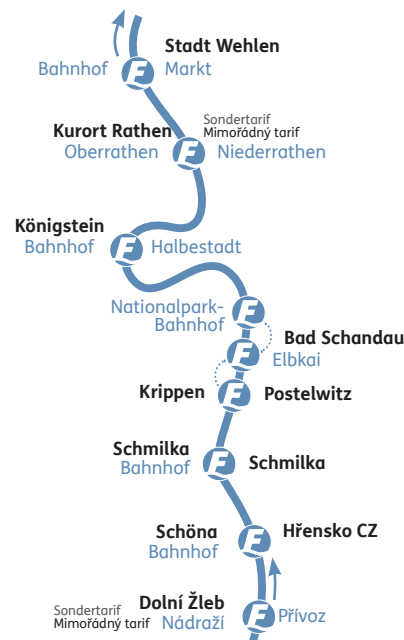 Stadt Wehlen
Bahnhof F Markt
Sondertarif
Kurort Rathen Mimořádný tarif
Oberrathen F Niederrathen
Königstein
Bahnhof F Halbestadt
Nationalpark-
Bahnhof F
Bad Schandau
F Elbkai
Krippen F Postelwitz
Schmilka
Bahnhof F Schmilka
Schöna F Hřensko CZ
Bahnhof
Sondertarif Dolní Žleb
Mimořádný tarif Nádraží F Přívoz